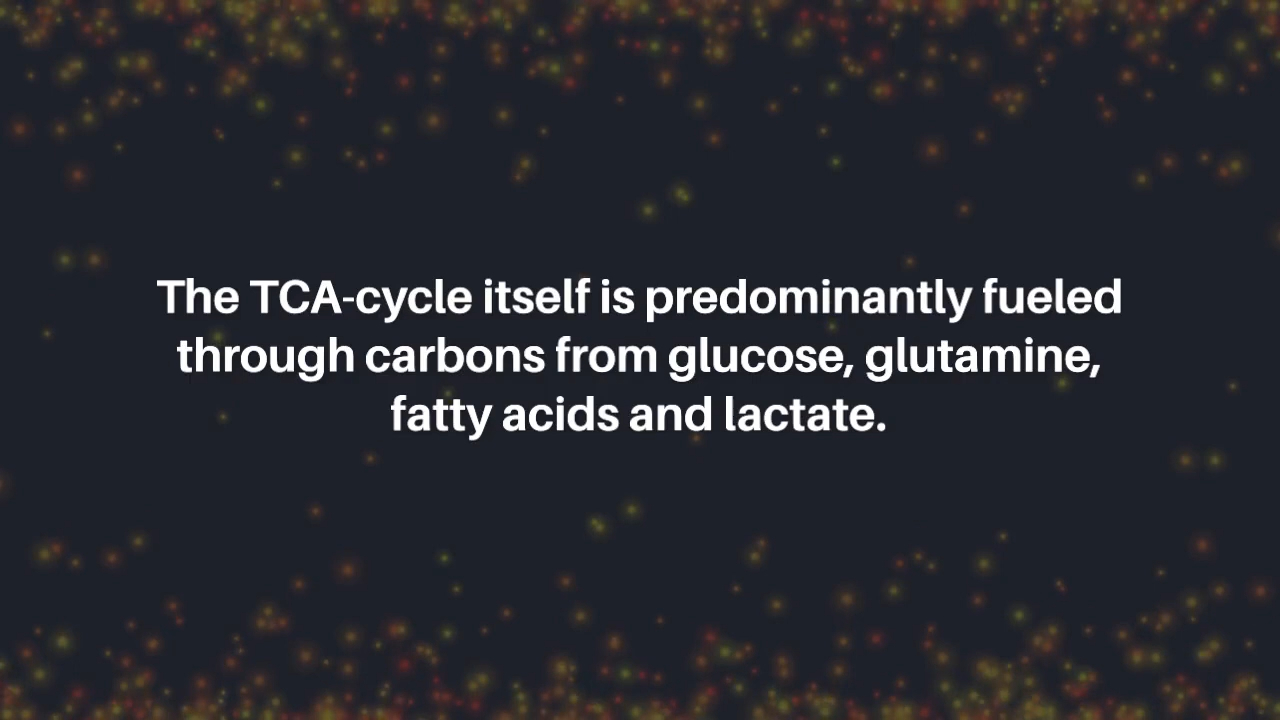 The TCA-cycle itself is predominantly fueled
through carbons from glucose, glutamine,
fatty acids and lactate.